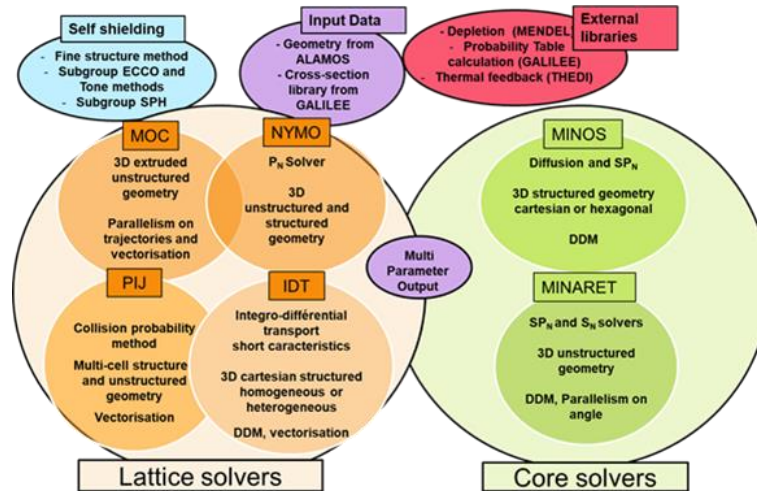 Self shielding
- Fine structure method
- Subgroup ECCO and
Tone methods
- Subgroup SPH
Input Data
- Geometry from
ALAMOS
- Cross-section
library from
GALILEE
External
libraries
- Depletion (MENDEL)
- Probability Table
calculation (GALILEE)
- Thermal feedback (THEDI)
MOC
3D extruded
unstructured
geometry
Parallelism on
trajectories and
vectorisation
NYMO
PN Solver
3D
unstructured and
structured
geometry
PIJ
Collision probability
method
Multi-cell structure
and unstructured
geometry
Vectorisation
IDT
Integro-différential
transport
short characteristics
3D cartesian structured
homogeneous or
heterogeneous
DDM, vectorisation
Lattice solvers
Multi
Parameter
Output
MINOS
Diffusion and SPN
3D structured geometry
cartesian or hexagonal
DDM
MINARET
SPN and SN solvers
3D unstructured
geometry
DDM, Parallelism on
angle
Core solvers